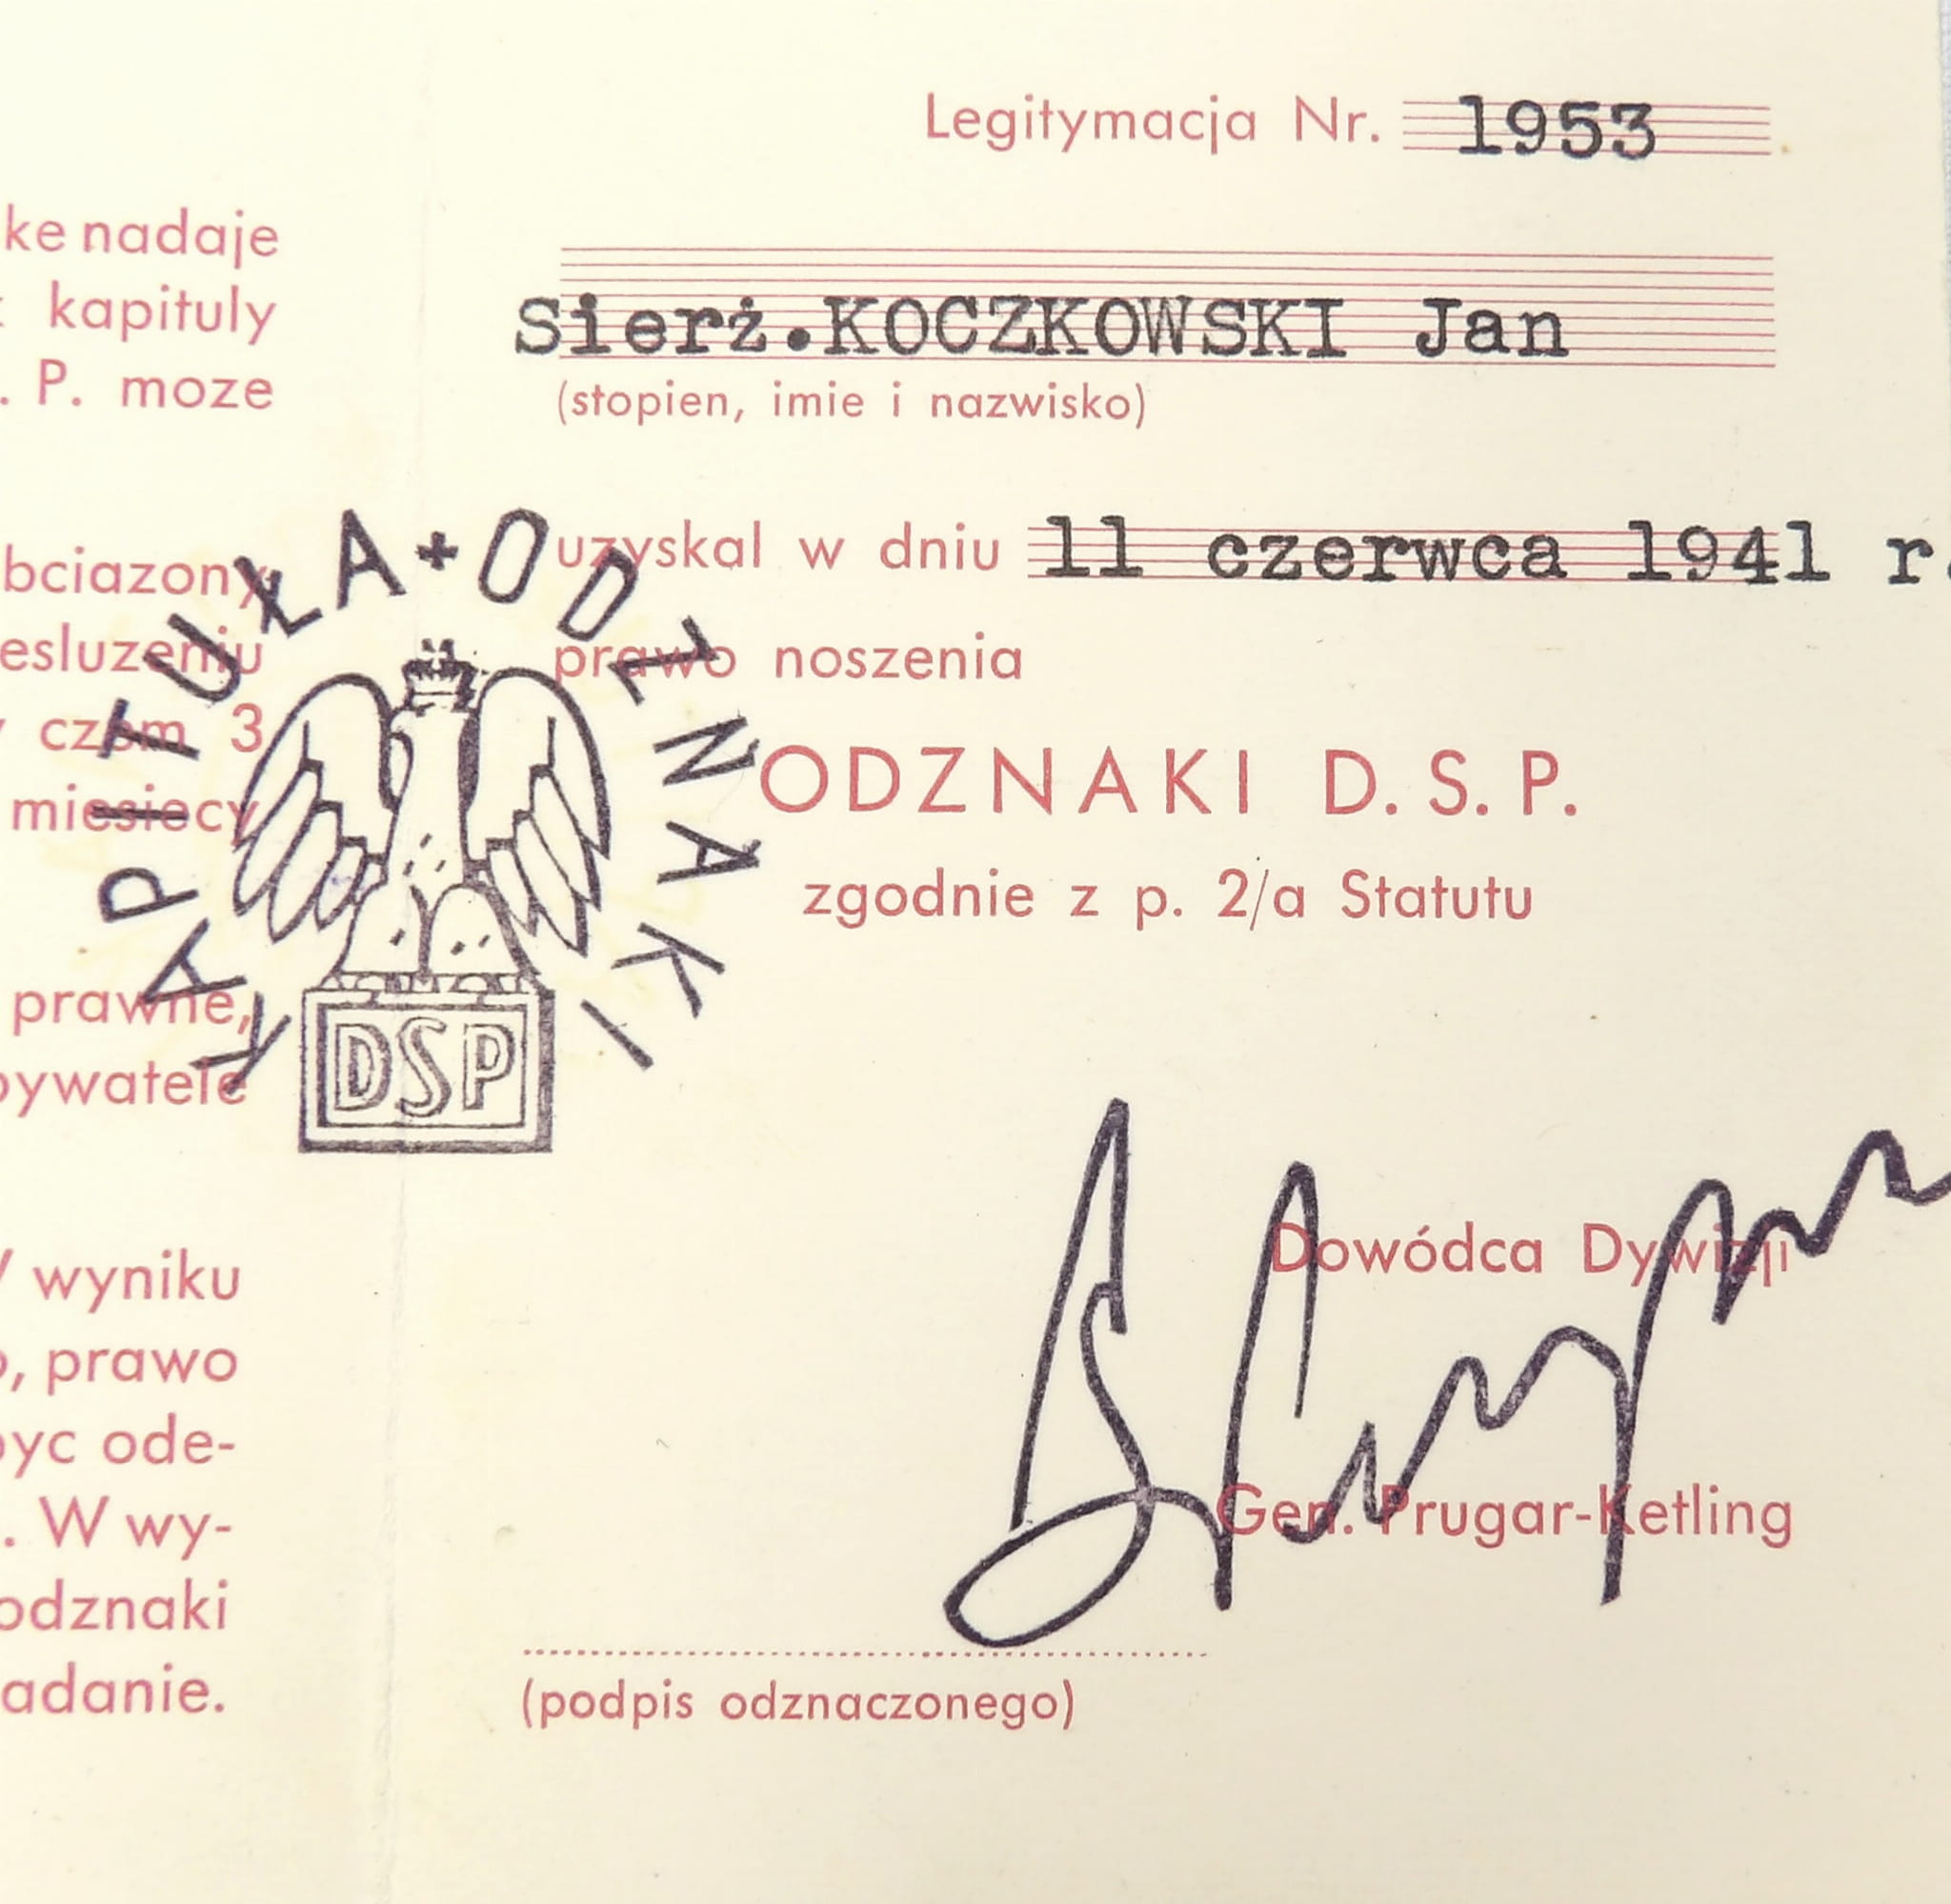 ke nadaje
kapituly
. P. moze
bciazony
esluzeniu
czem 3
miesiecy
prawne,
bywatele
wyniku
, prawo
byc ode-
. W wy-
odznaki
adanie.
KAPITUŁA + ODZNAKI
DSP
Legitymacja Nr. 1953
Sierż.KOCZKOWSKI Jan
(stopien, imie i nazwisko)
uzyskal w dniu 11 czerwca 1941 r.
prawo noszenia
ODZNAKI D. S. P.
zgodnie z p. 2/a Statutu
Dowódca Dywizji
Gen. Prugar-Ketling
(podpis odznaczonego)